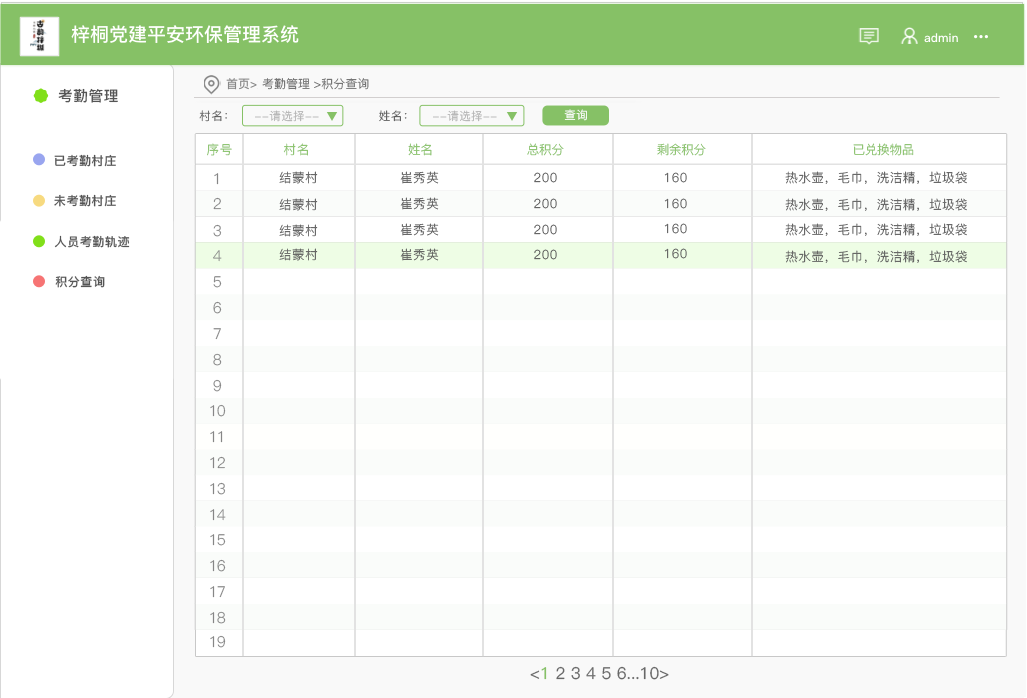 梓桐党建平安环保管理系统
admin
考勤管理
已考勤村庄
未考勤村庄
人员考勤轨迹
积分查询
首页> 考勤管理 >积分查询
村名： --请选择-- 姓名： --请选择-- 查询
序号 村名 姓名 总积分 剩余积分 已兑换物品
1 结蒙村 崔秀英 200 160 热水壶，毛巾，洗洁精，垃圾袋
2 结蒙村 崔秀英 200 160 热水壶，毛巾，洗洁精，垃圾袋
3 结蒙村 崔秀英 200 160 热水壶，毛巾，洗洁精，垃圾袋
4 结蒙村 崔秀英 200 160 热水壶，毛巾，洗洁精，垃圾袋
5
6
7
8
9
10
11
12
13
14
15
16
17
18
19
<1 2 3 4 5 6...10>